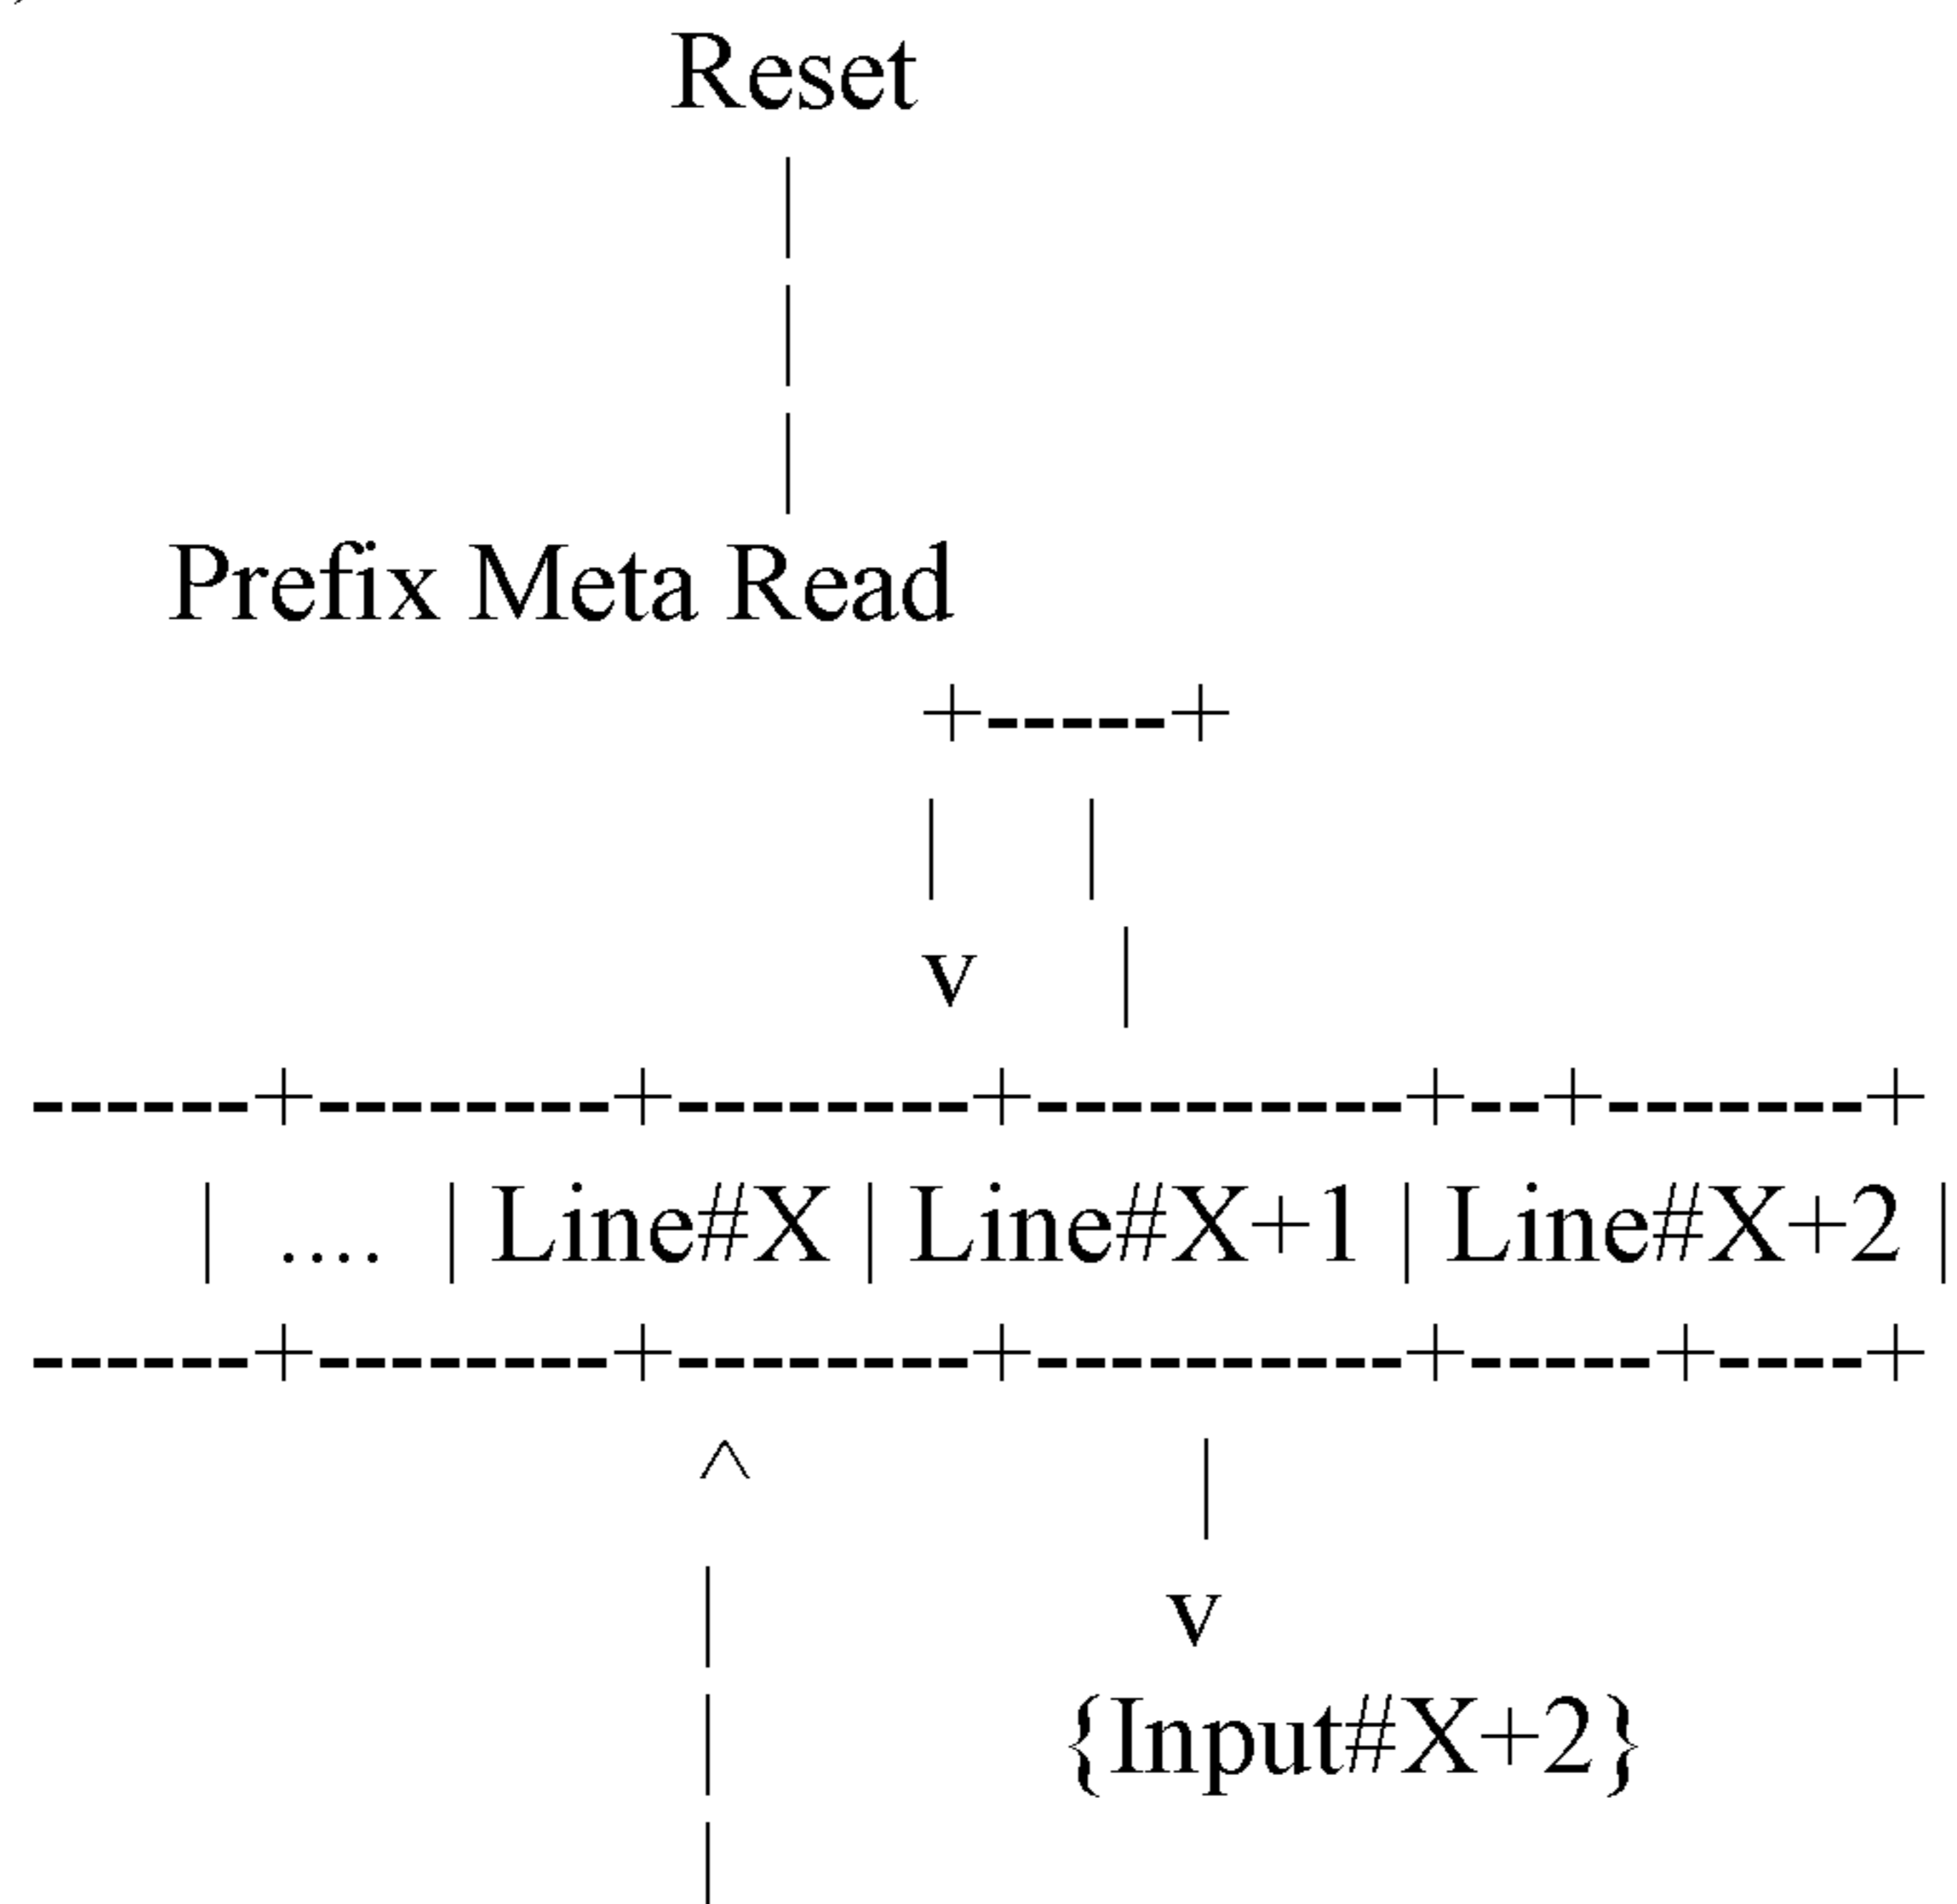 Reset
|
|
|
Prefix Meta Read
+-----+
| |
v |
------+--------+--------+----------+--+-------+
| .... | Line#X | Line#X+1 | Line#X+2 |
------+--------+--------+----------+-----+----+
^ |
| v
| {Input#X+2}
|